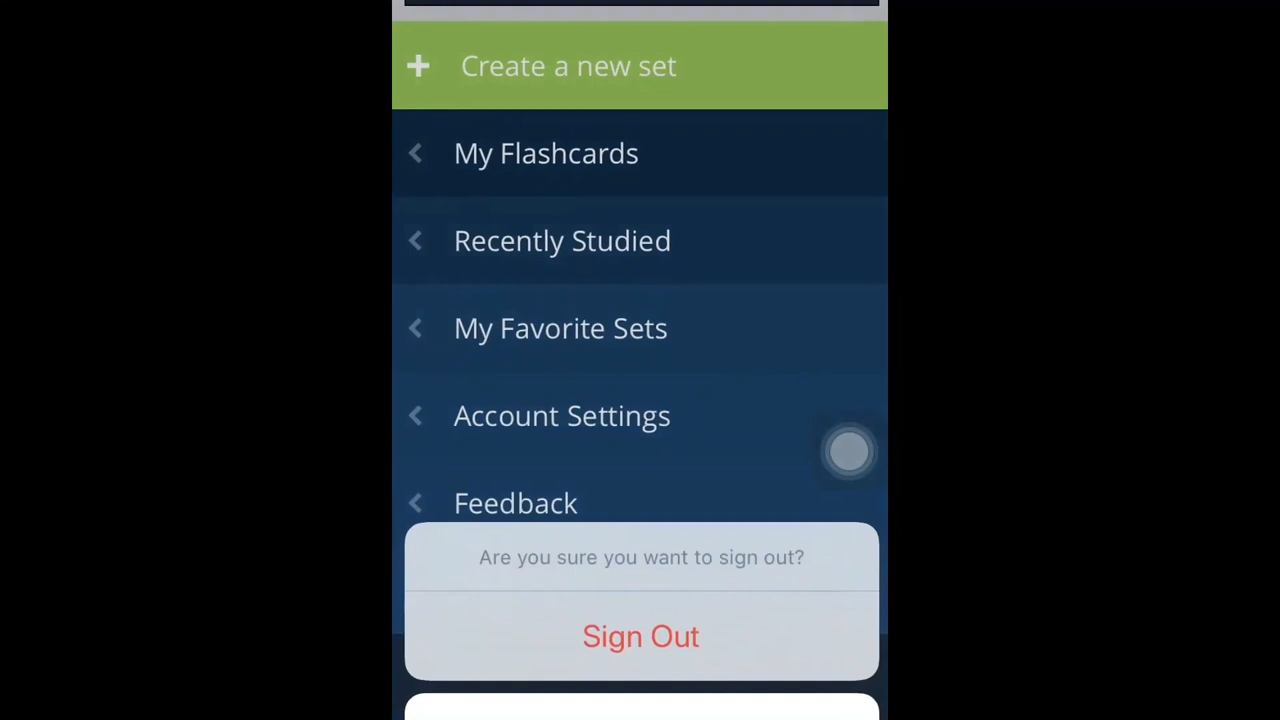 Create a new set
My Flashcards
Recently Studied
My Favorite Sets
Account Settings
Feedback
Are you sure you want to sign out?
Sign Out